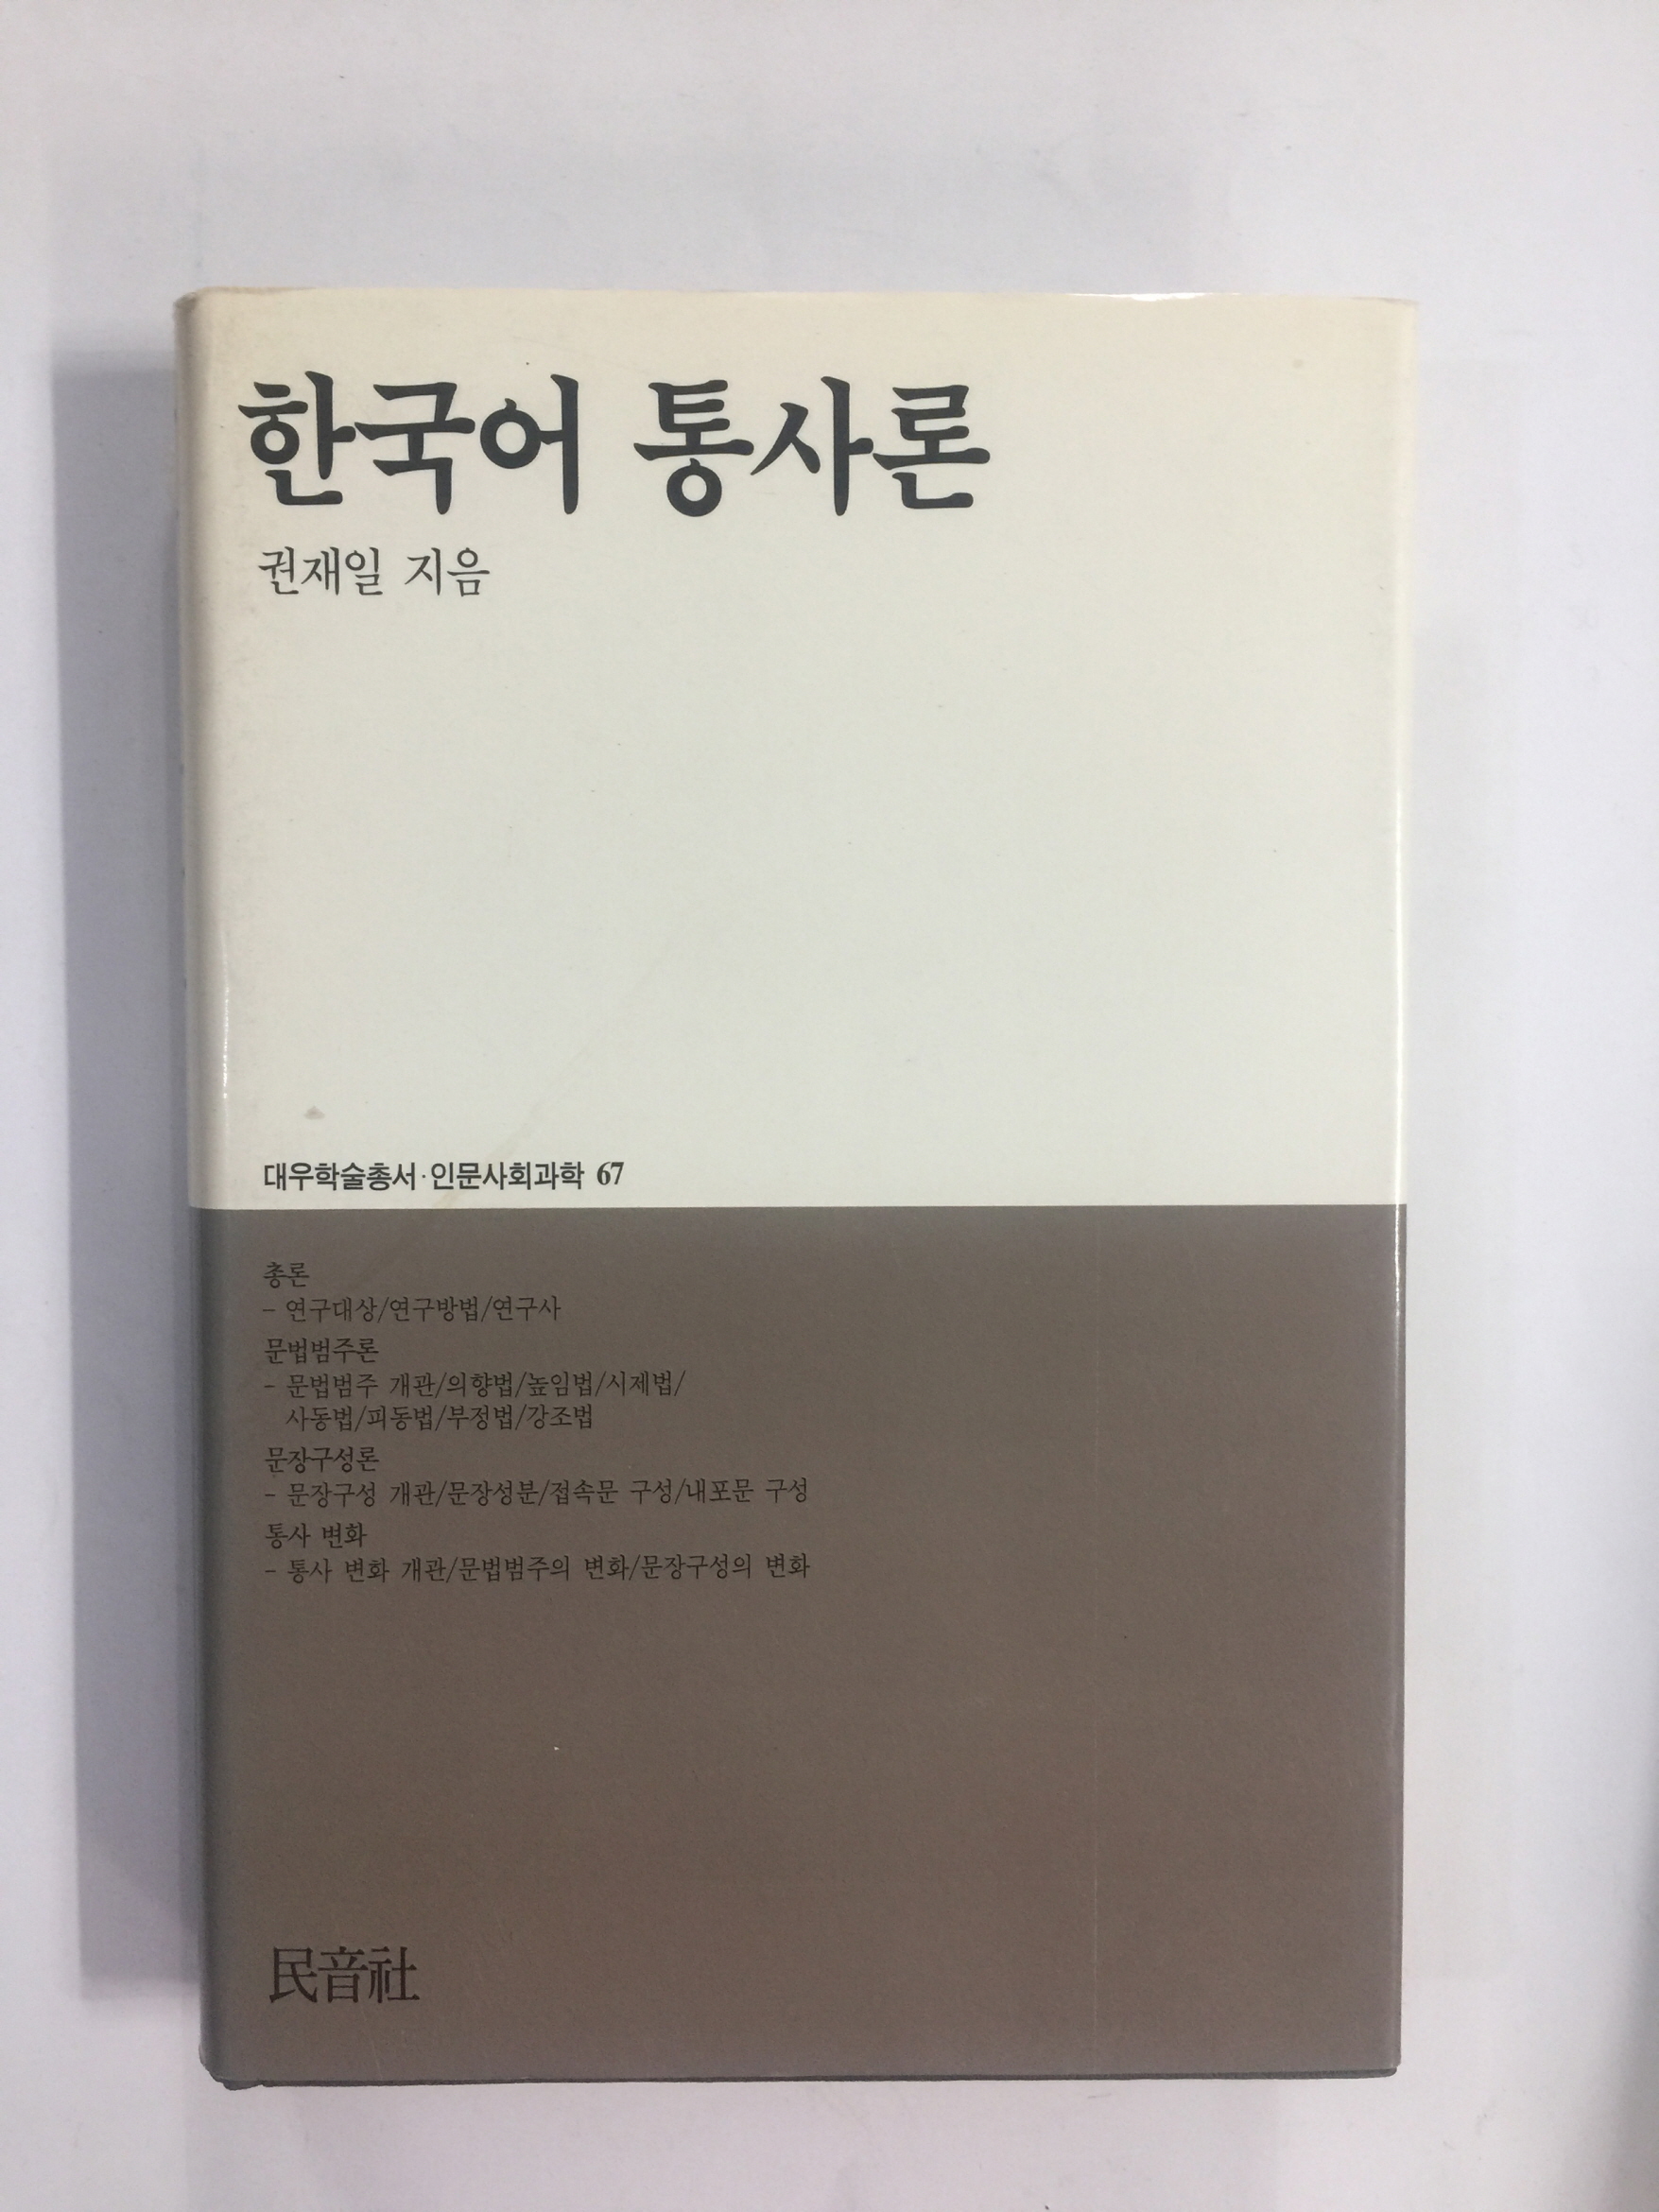 한국어 통사론
권재일 지음
대우학술총서·인문사회과학 67
총론
- 연구대상/연구방법/연구사
문법범주론
- 문법범주 개관/의향법/높임법/시제법/
사동법/피동법/부정법/강조법
문장구성론
- 문장구성 개관/문장성분/접속문 구성/내포문 구성
통사 변화
- 통사 변화 개관/문법범주의 변화/문장구성의 변화
民音社